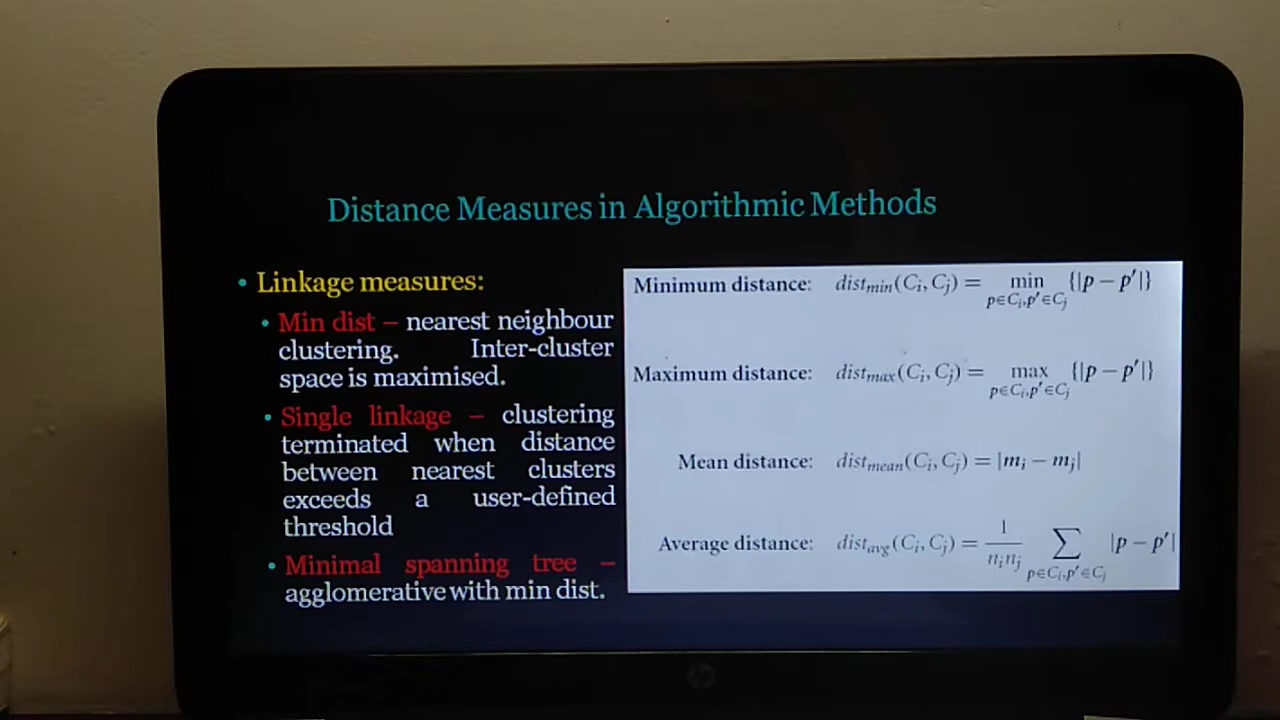 Distance Measures in Algorithmic Methods
• Linkage measures:
• Min dist – nearest neighbour
clustering. Inter-cluster
space is maximised.
• Single linkage – clustering
terminated when distance
between nearest clusters
exceeds a user-defined
threshold
• Minimal spanning tree –
agglomerative with min dist.
Minimum distance: dist_min(C_i, C_j) = min_{p∈C_i,p′∈C_j} {|p − p′|}
Maximum distance: dist_max(C_i, C_j) = max_{p∈C_i,p′∈C_j} {|p − p′|}
Mean distance: dist_mean(C_i, C_j) = |m_i − m_j|
Average distance: dist_avg(C_i, C_j) = 1/(n_i n_j) ∑_{p∈C_i,p′∈C_j} |p − p′|
hp